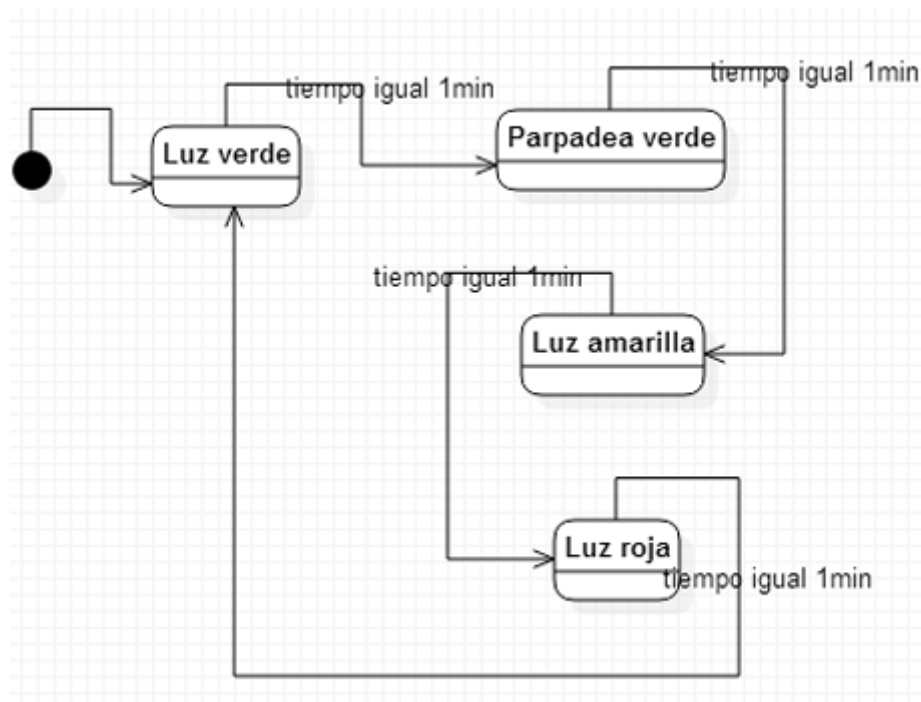 tiempo igual 1min
tiempo igual 1min
Luz verde
Parpadea verde
tiempo igual 1min
Luz amarilla
Luz roja
tiempo igual 1min